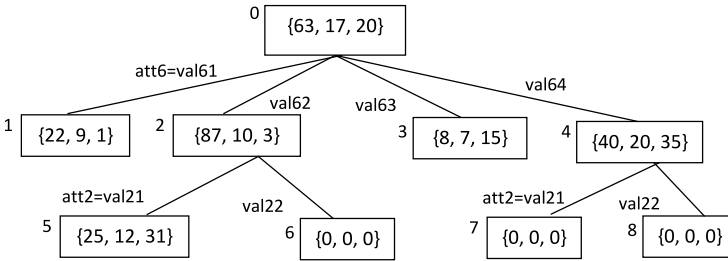 0
{63, 17, 20}
att6=val61
val62
val63
val64
1
{22, 9, 1}
2
{87, 10, 3}
3
{8, 7, 15}
4
{40, 20, 35}
att2=val21
val22
att2=val21
val22
5
{25, 12, 31}
6
{0, 0, 0}
7
{0, 0, 0}
8
{0, 0, 0}